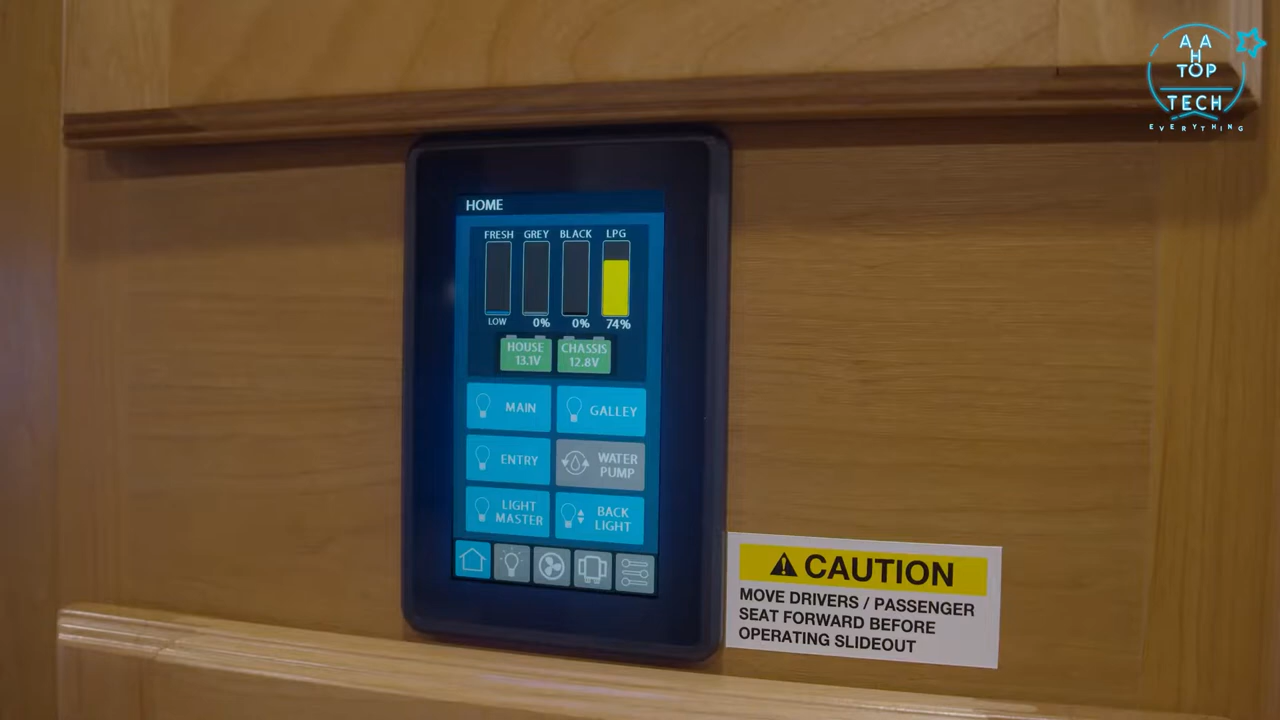 A A
H
TOP
TECH
EVERYTHING
HOME
FRESH GREY BLACK LPG
LOW 0% 0% 74%
HOUSE
13.1V
CHASSIS
12.8V
MAIN
GALLEY
ENTRY
WATER
PUMP
LIGHT
MASTER
BACK
LIGHT
CAUTION
MOVE DRIVERS / PASSENGER
SEAT FORWARD BEFORE
OPERATING SLIDEOUT